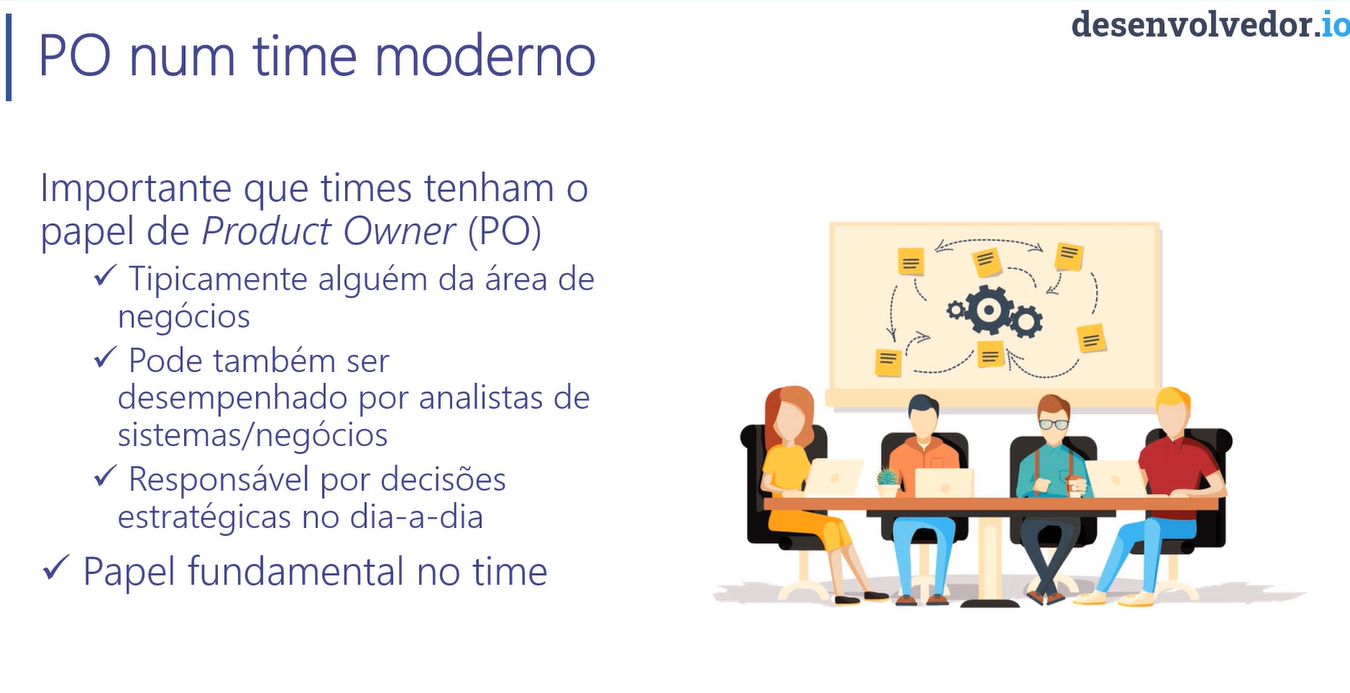 desenvolvedor.io
PO num time moderno
Importante que times tenham o
papel de Product Owner (PO)
✓ Tipicamente alguém da área de
negócios
✓ Pode também ser
desempenhado por analistas de
sistemas/negócios
✓ Responsável por decisões
estratégicas no dia-a-dia
✓ Papel fundamental no time